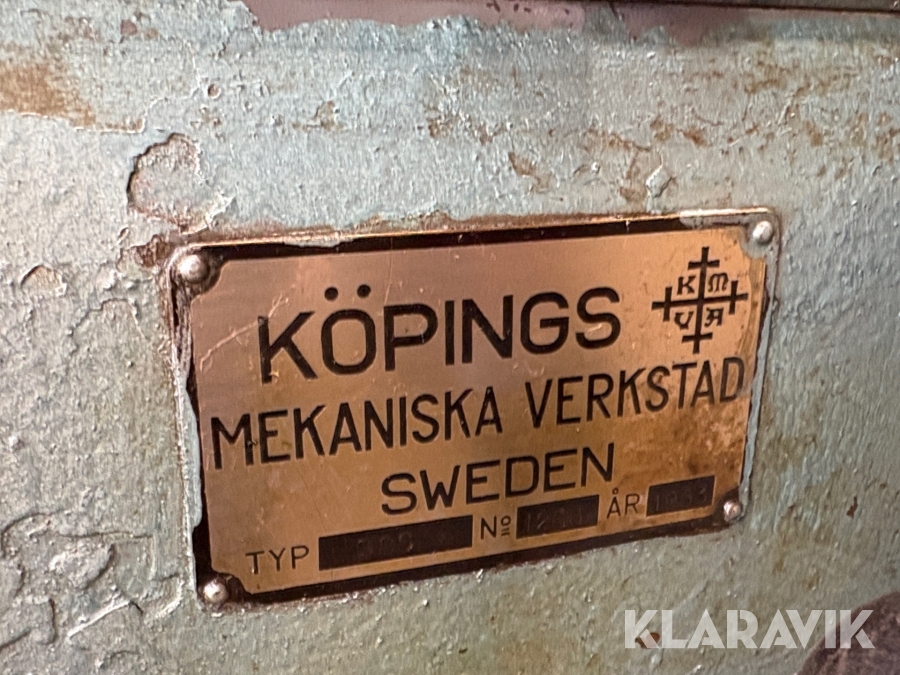 KÖPINGS
K M
V A
MEKANISKA VERKSTAD
SWEDEN
TYP Nº ÅR
KLARAVIK